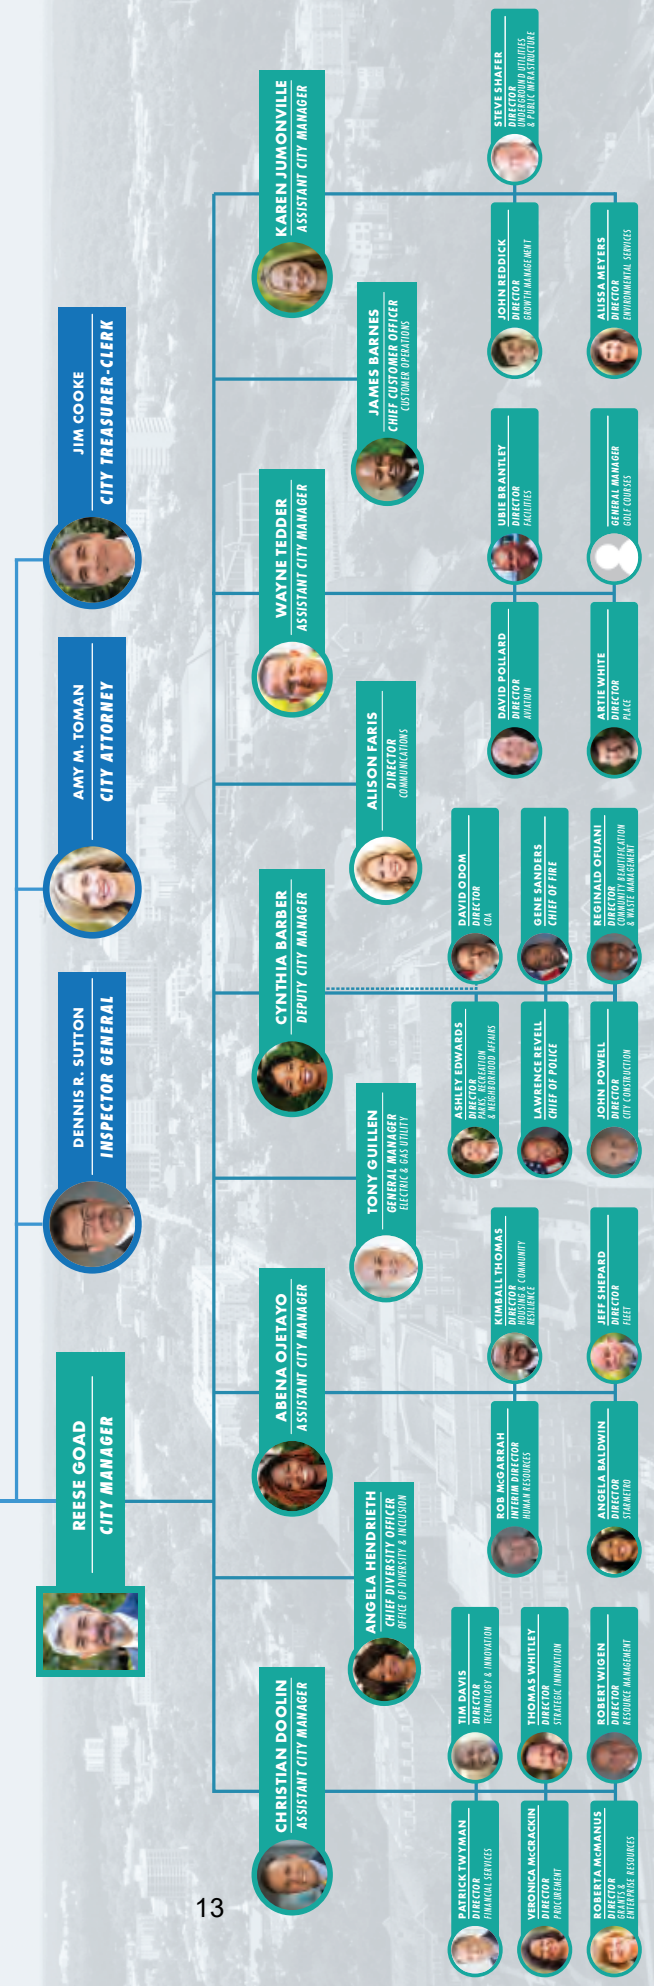 REESE GOAD
CITY MANAGER
DENNIS R. SUTTON
INSPECTOR GENERAL
AMY M. TOMAN
CITY ATTORNEY
JIM COOKE
CITY TREASURER-CLERK
CHRISTIAN DOOLIN
ASSISTANT CITY MANAGER
ABENA OJETAYO
ASSISTANT CITY MANAGER
CYNTHIA BARBER
DEPUTY CITY MANAGER
WAYNE TEDDER
ASSISTANT CITY MANAGER
KAREN JUMONVILLE
ASSISTANT CITY MANAGER
ANGELA HENDRIETH
CHIEF DIVERSITY OFFICER
OFFICE OF DIVERSITY & INCLUSION
TONY GUILLEN
GENERAL MANAGER
ELECTRIC & GAS UTILITY
ALISON FARIS
DIRECTOR
COMMUNICATIONS
JAMES BARNES
CHIEF CUSTOMER OFFICER
CUSTOMER OPERATIONS
PATRICK TWYMAN
DIRECTOR
FINANCIAL SERVICES
TIM DAVIS
DIRECTOR
TECHNOLOGY & INNOVATION
VERONICA McCRACKIN
DIRECTOR
PROCUREMENT
THOMAS WHITLEY
DIRECTOR
STRATEGIC INNOVATION
ROBERTA McMANUS
DIRECTOR
GRANTS &
ENTERPRISE RESOURCES
ROBERT WIGEN
DIRECTOR
RESOURCE MANAGEMENT
ROB McGARRAH
INTERIM DIRECTOR
HUMAN RESOURCES
KIMBALL THOMAS
DIRECTOR
HOUSING & COMMUNITY
RESILIENCE
ANGELA BALDWIN
DIRECTOR
STARMETRO
JEFF SHEPARD
DIRECTOR
FLEET
ASHLEY EDWARDS
DIRECTOR
PARKS, RECREATION
& NEIGHBORHOOD AFFAIRS
DAVID ODOM
DIRECTOR
CDA
LAWRENCE REVELL
CHIEF OF POLICE
GENE SANDERS
CHIEF OF FIRE
JOHN POWELL
DIRECTOR
CITY CONSTRUCTION
REGINALD OFUANI
DIRECTOR
COMMUNITY BEAUTIFICATION
& WASTE MANAGEMENT
DAVID POLLARD
DIRECTOR
AVIATION
UBIE BRANTLEY
DIRECTOR
FACILITIES
ARTIE WHITE
DIRECTOR
PLACE
GENERAL MANAGER
GOLF COURSES
JOHN REDDICK
DIRECTOR
GROWTH MANAGEMENT
STEVE SHAFER
DIRECTOR
UNDERGROUND UTILITIES
& PUBLIC INFRASTRUCTURE
ALISSA MEYERS
DIRECTOR
ENVIRONMENTAL SERVICES
13